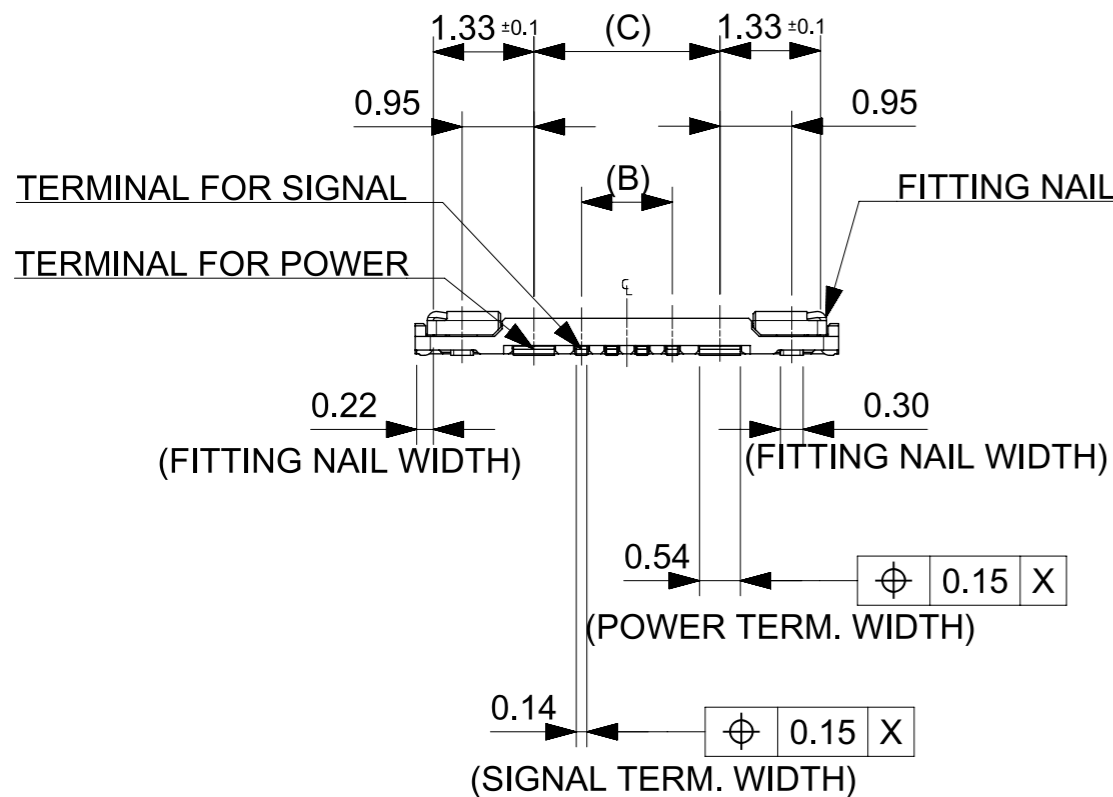 1.33 ±0.1 (C) 1.33 ±0.1
0.95 0.95
(B)
TERMINAL FOR SIGNAL FITTING NAIL
TERMINAL FOR POWER
℄
0.22 0.30
(FITTING NAIL WIDTH) (FITTING NAIL WIDTH)
0.54 ⌖ 0.15 X
(POWER TERM. WIDTH)
0.14 ⌖ 0.15 X
(SIGNAL TERM. WIDTH)